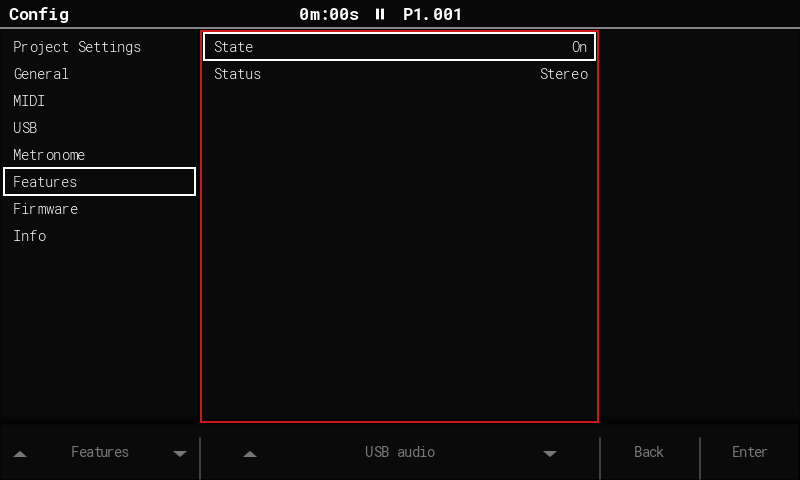 Config 0m:00s P1.001
Project Settings
General
MIDI
USB
Metronome
Features
Firmware
Info
State On
Status Stereo
Features USB audio Back Enter